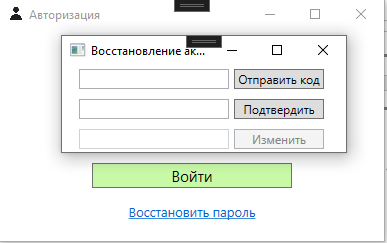 Авторизация
Восстановление ак...
Отправить код
Подтвердить
Изменить
Войти
Восстановить пароль